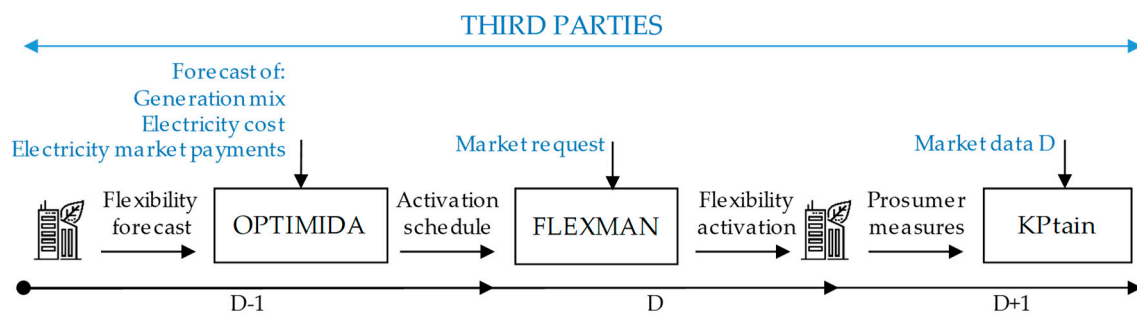 THIRD PARTIES
Forecast of:
Generation mix
Electricity cost
Electricity market payments
Market request
Market data D
Flexibility
forecast
OPTIMIDA
Activation
schedule
FLEXMAN
Flexibility
activation
Prosumer
measures
KPtain
D-1
D
D+1